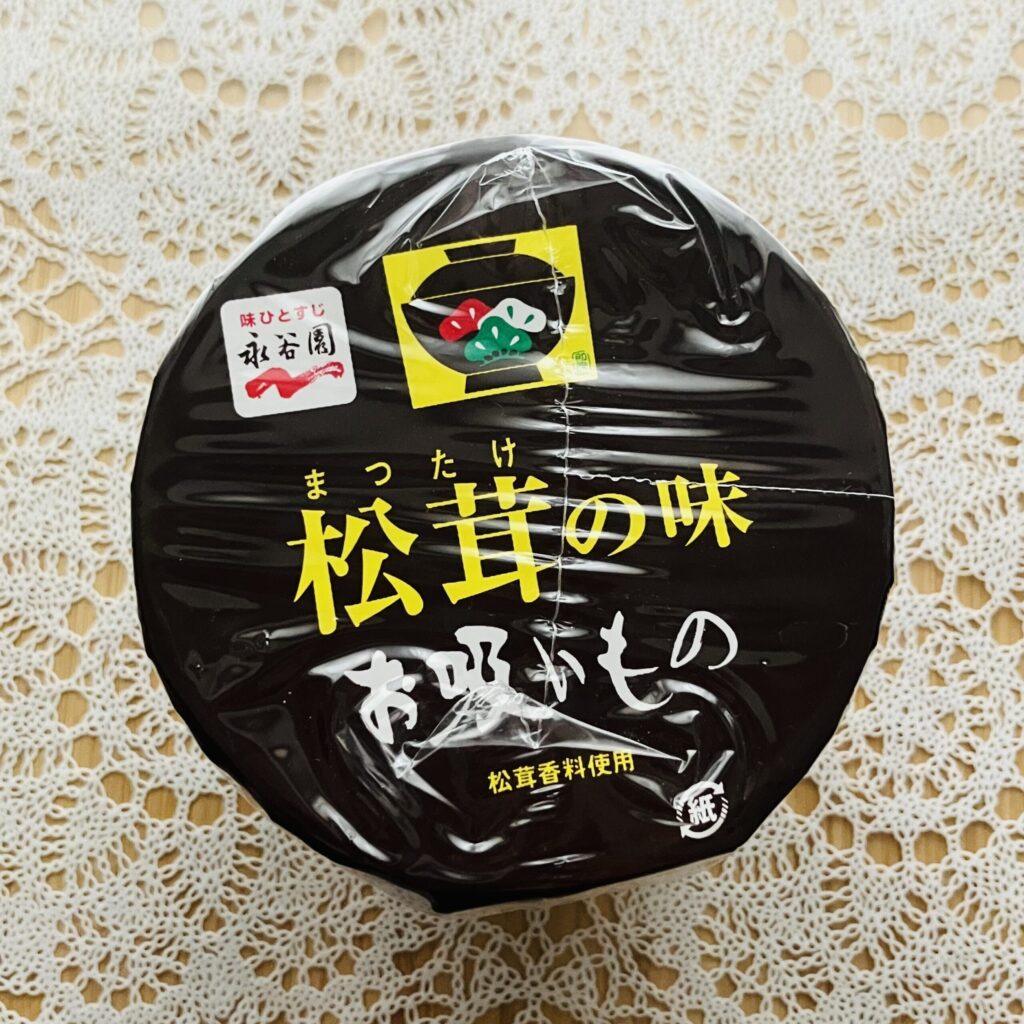 味ひとすじ
永谷園
まつたけ
松茸の味
お吸いもの
松茸香料使用
紙